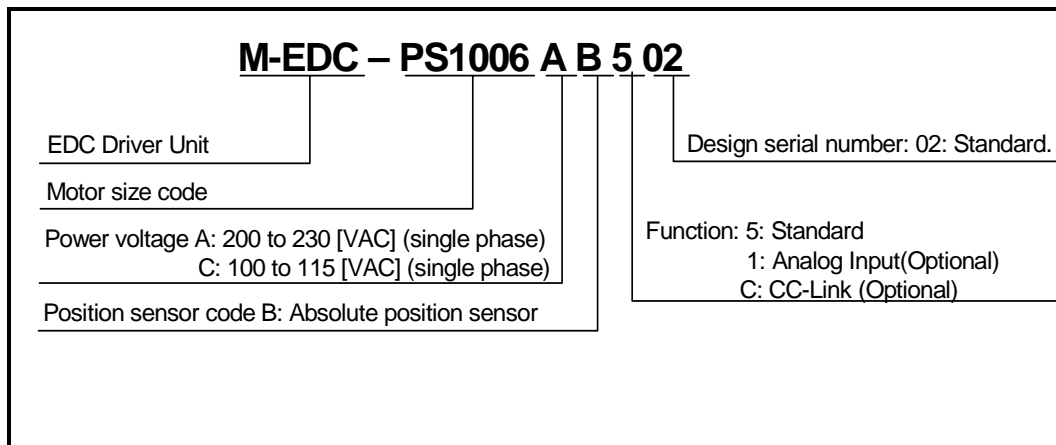 M-EDC – PS1006 A B 5 02
EDC Driver Unit
Design serial number: 02: Standard.
Motor size code
Power voltage A: 200 to 230 [VAC] (single phase)
C: 100 to 115 [VAC] (single phase)
Function: 5: Standard
1: Analog Input(Optional)
C: CC-Link (Optional)
Position sensor code B: Absolute position sensor